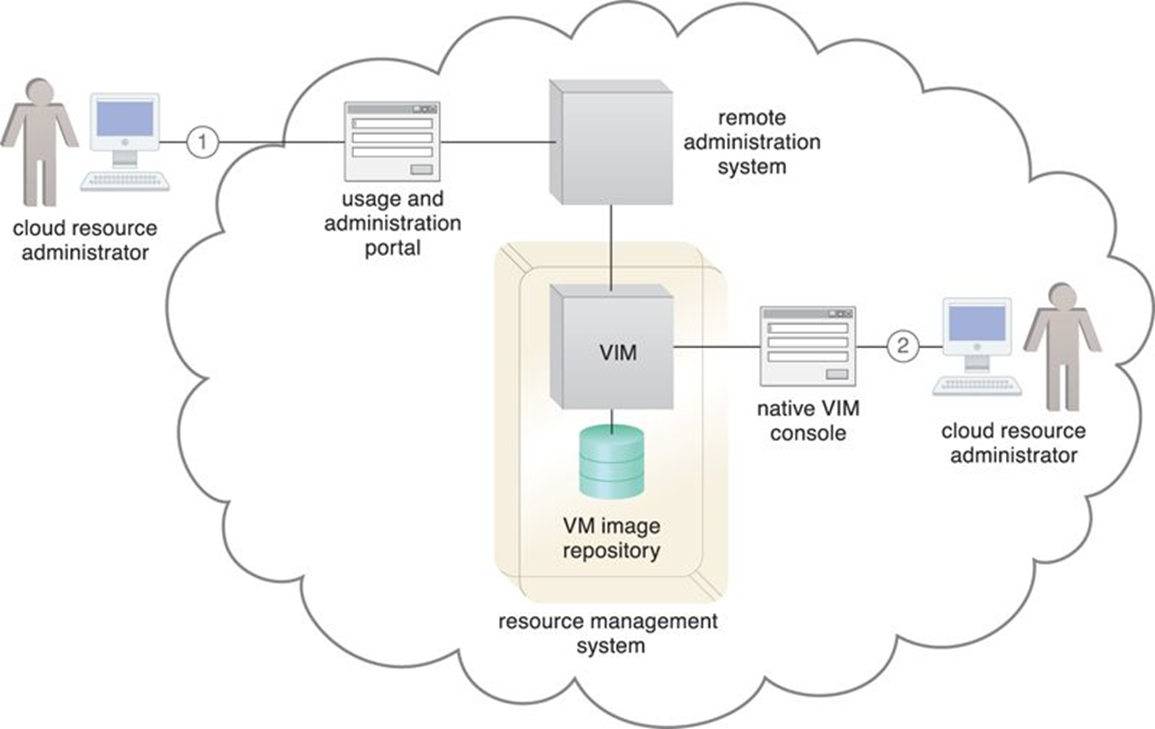 1
cloud resource
administrator
usage and
administration
portal
remote
administration
system
VIM
VM image
repository
resource management
system
native VIM
console
2
cloud resource
administrator